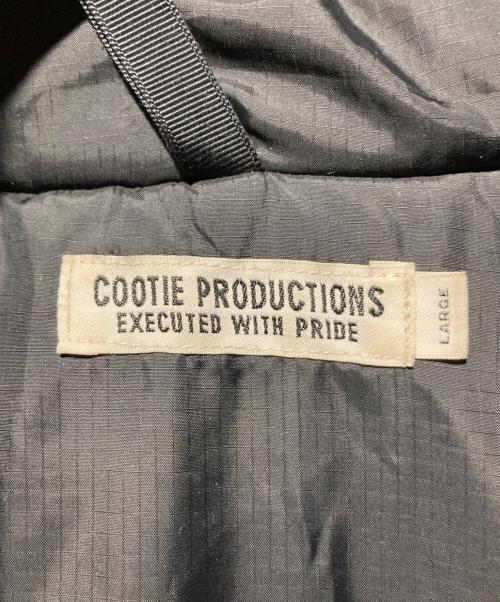 COOTIE PRODUCTIONS
EXECUTED WITH PRIDE
LARGE